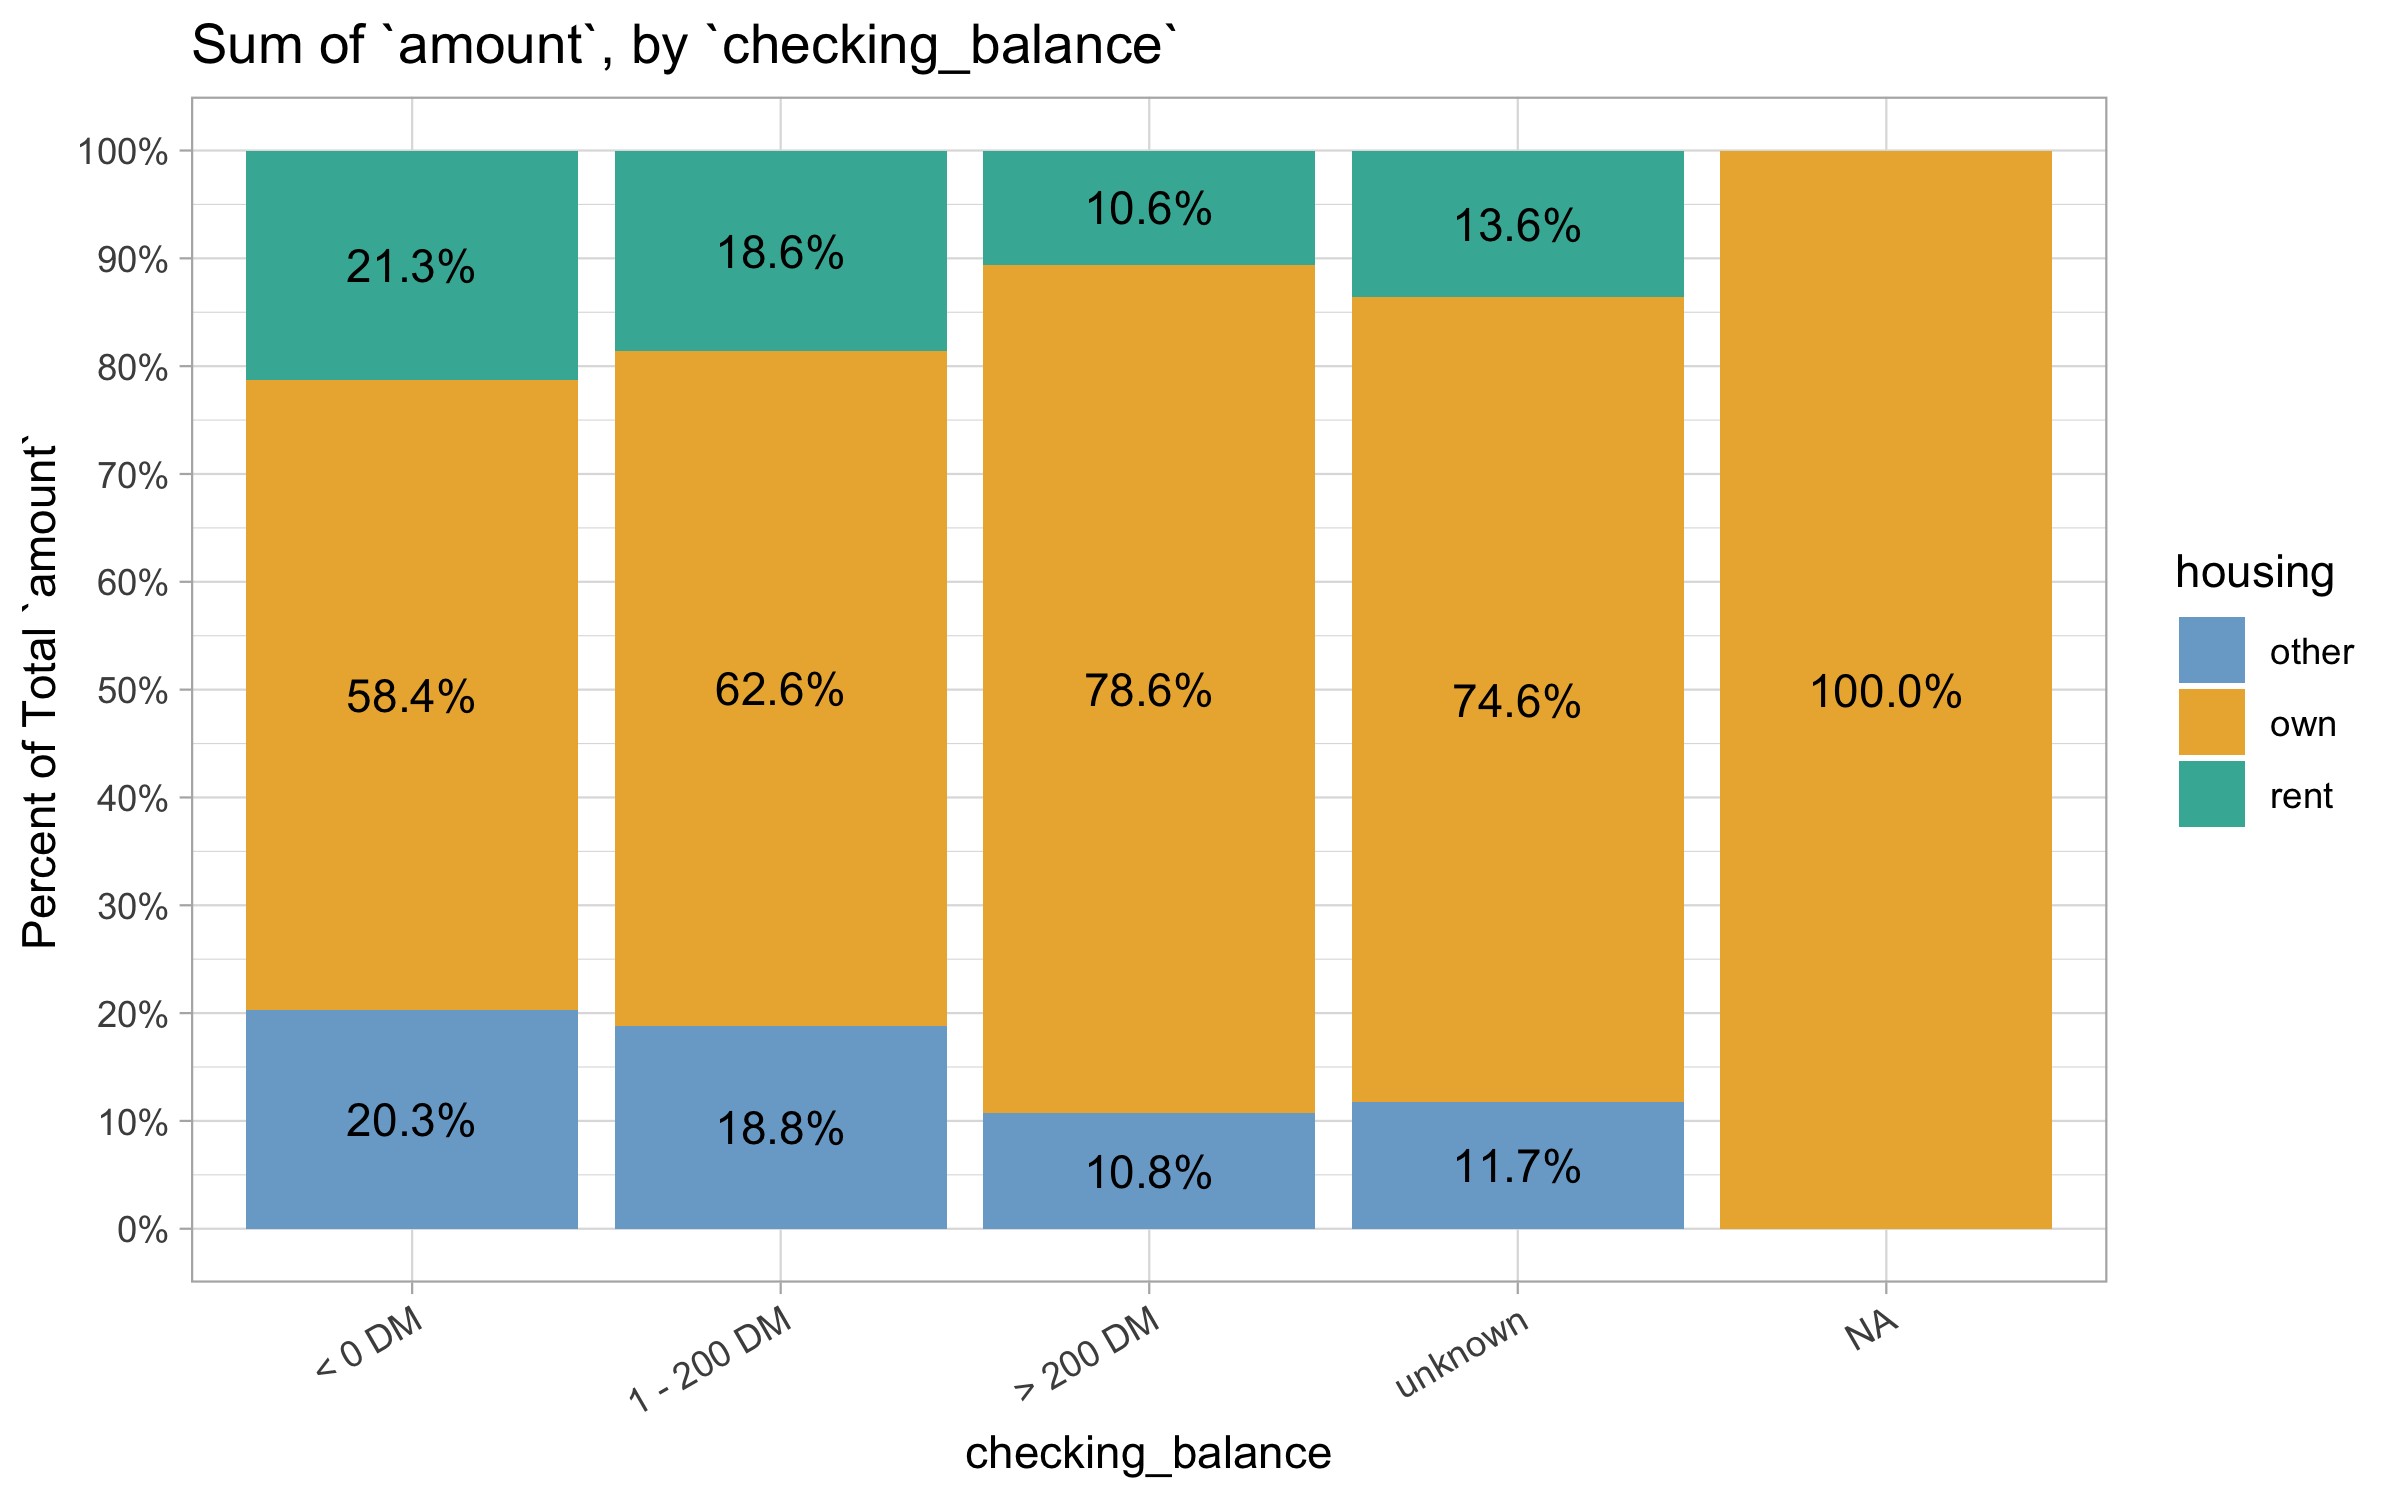 Sum of `amount`, by `checking_balance`
Percent of Total `amount`
100%
90%
80%
70%
60%
50%
40%
30%
20%
10%
0%
21.3%
58.4%
20.3%
18.6%
62.6%
18.8%
10.6%
78.6%
10.8%
13.6%
74.6%
11.7%
100.0%
< 0 DM
1 - 200 DM
> 200 DM
unknown
NA
checking_balance
housing
other
own
rent